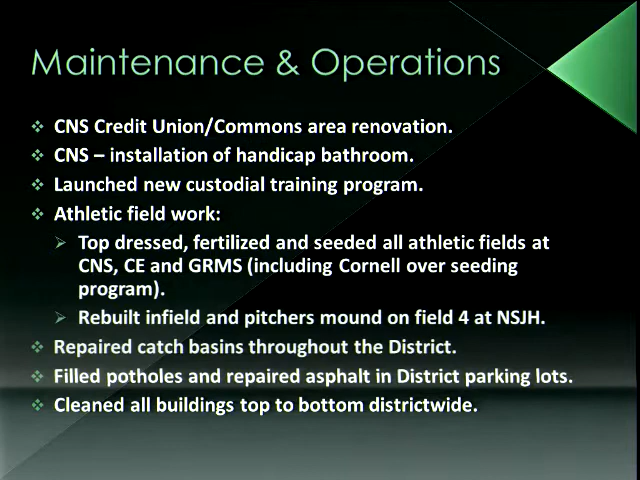 Maintenance & Operations
CNS Credit Union/Commons area renovation.
CNS – installation of handicap bathroom.
Launched new custodial training program.
Athletic field work:
Top dressed, fertilized and seeded all athletic fields at
CNS, CE and GRMS (including Cornell over seeding
program).
Rebuilt infield and pitchers mound on field 4 at NSJH.
Repaired catch basins throughout the District.
Filled potholes and repaired asphalt in District parking lots.
Cleaned all buildings top to bottom districtwide.